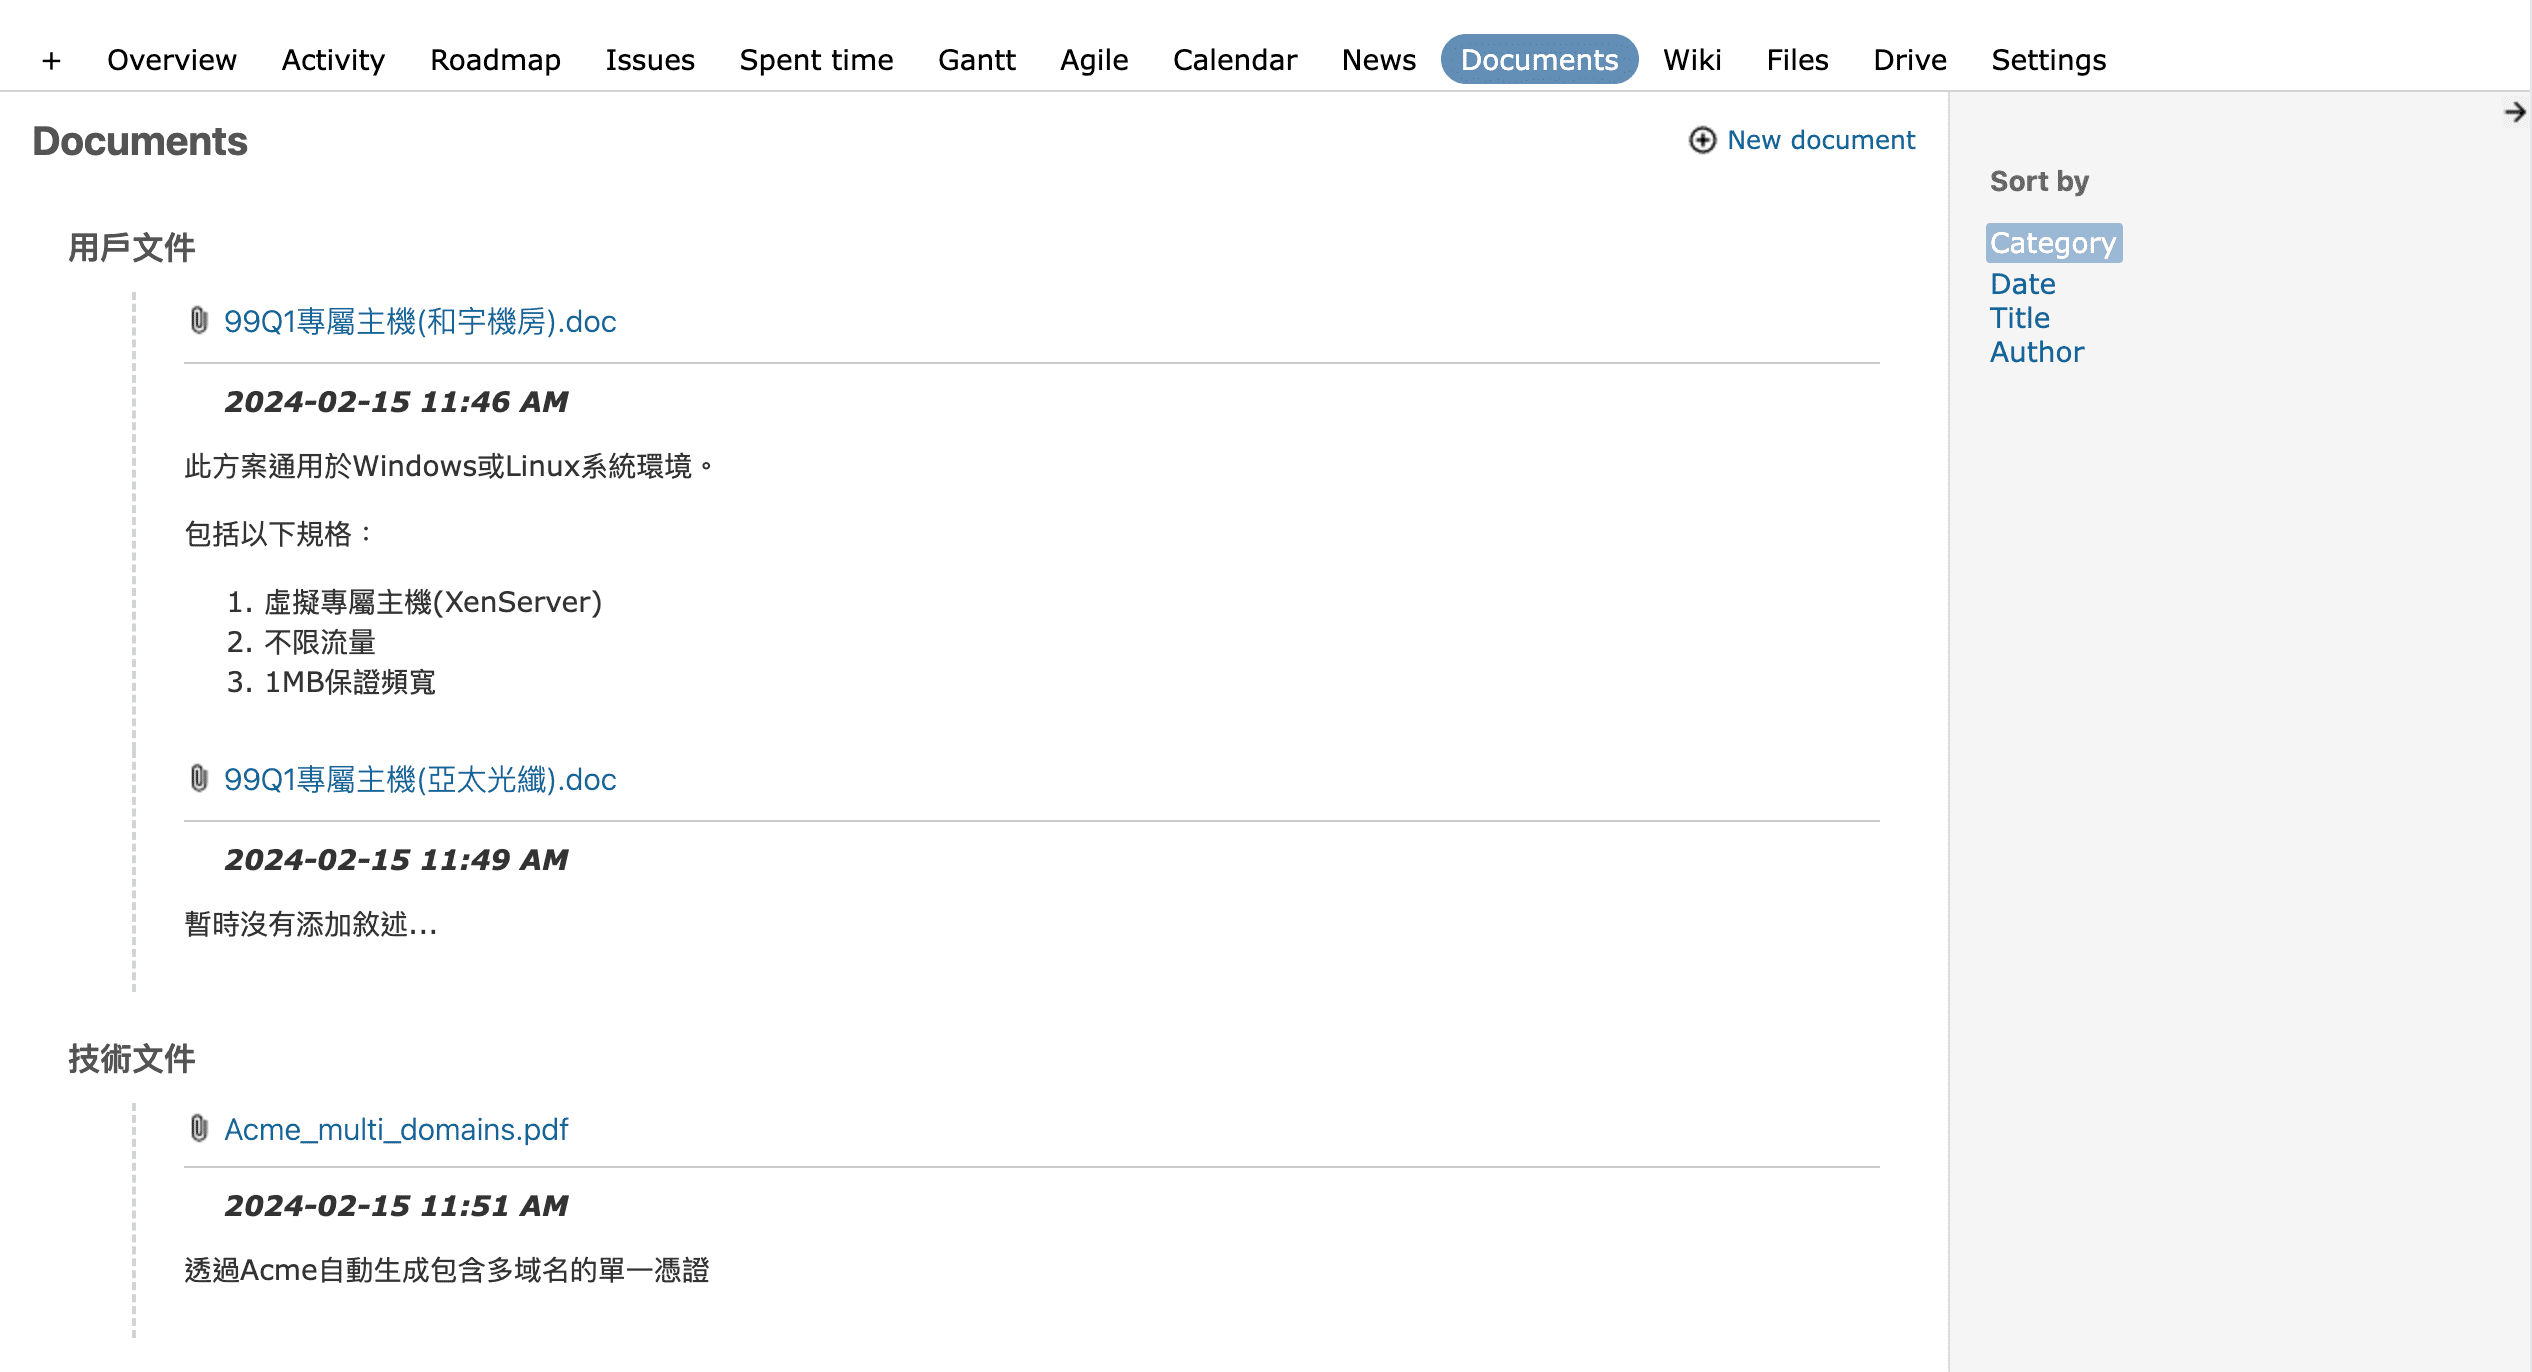 + Overview Activity Roadmap Issues Spent time Gantt Agile Calendar News Documents Wiki Files Drive Settings
Documents
New document
用戶文件
99Q1專屬主機(和宇機房).doc
2024-02-15 11:46 AM
此方案通用於Windows或Linux系統環境。
包括以下規格：
1. 虛擬專屬主機(XenServer)
2. 不限流量
3. 1MB保證頻寬
99Q1專屬主機(亞太光纖).doc
2024-02-15 11:49 AM
暫時沒有添加敘述...
技術文件
Acme_multi_domains.pdf
2024-02-15 11:51 AM
透過Acme自動生成包含多域名的單一憑證
Sort by
Category
Date
Title
Author